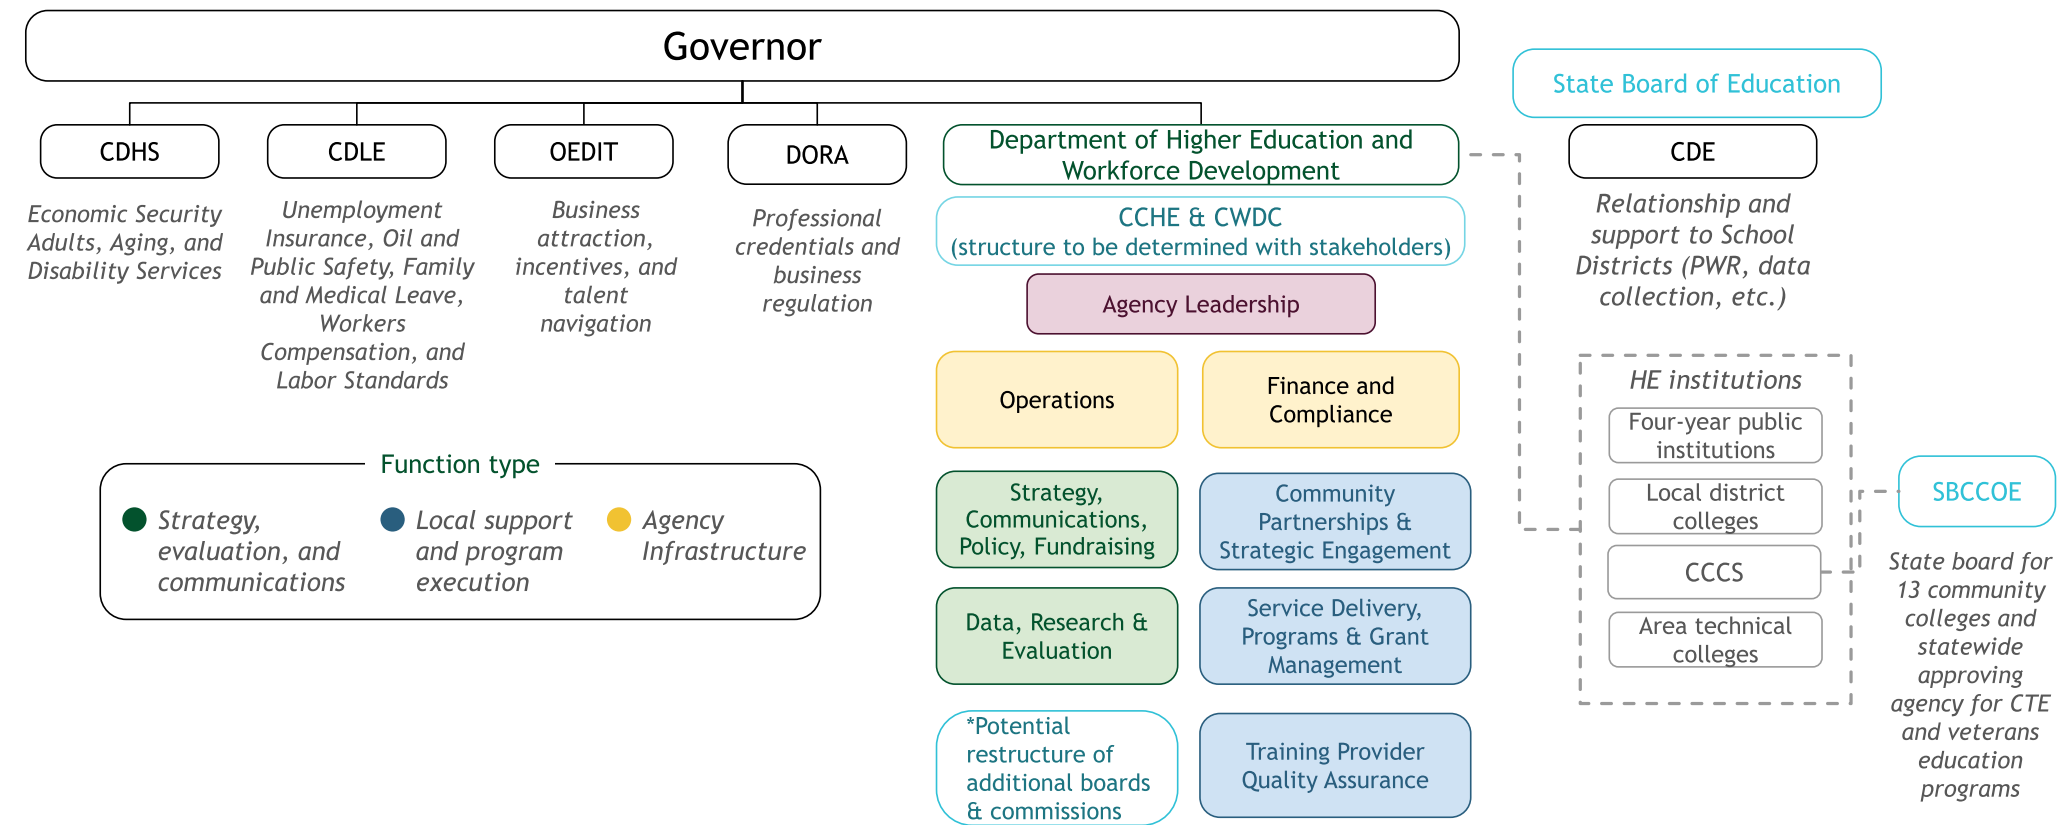 Governor
State Board of Education
CDHS
CDLE
OEDIT
DORA
Department of Higher Education and
Workforce Development
CDE
Economic Security
Adults, Aging, and
Disability Services
Unemployment
Insurance, Oil and
Public Safety, Family
and Medical Leave,
Workers
Compensation, and
Labor Standards
Business
attraction,
incentives, and
talent
navigation
Professional
credentials and
business
regulation
CCHE & CWDC
(structure to be determined with stakeholders)
Agency Leadership
Relationship and
support to School
Districts (PWR, data
collection, etc.)
Operations
Finance and
Compliance
Strategy,
Communications,
Policy, Fundraising
Community
Partnerships &
Strategic Engagement
Data, Research &
Evaluation
Service Delivery,
Programs & Grant
Management
*Potential
restructure of
additional boards
& commissions
Training Provider
Quality Assurance
HE institutions
Four-year public
institutions
Local district
colleges
CCCS
Area technical
colleges
SBCCOE
State board for
13 community
colleges and
statewide
approving
agency for CTE
and veterans
education
programs
Function type
Strategy,
evaluation, and
communications
Local support
and program
execution
Agency
Infrastructure